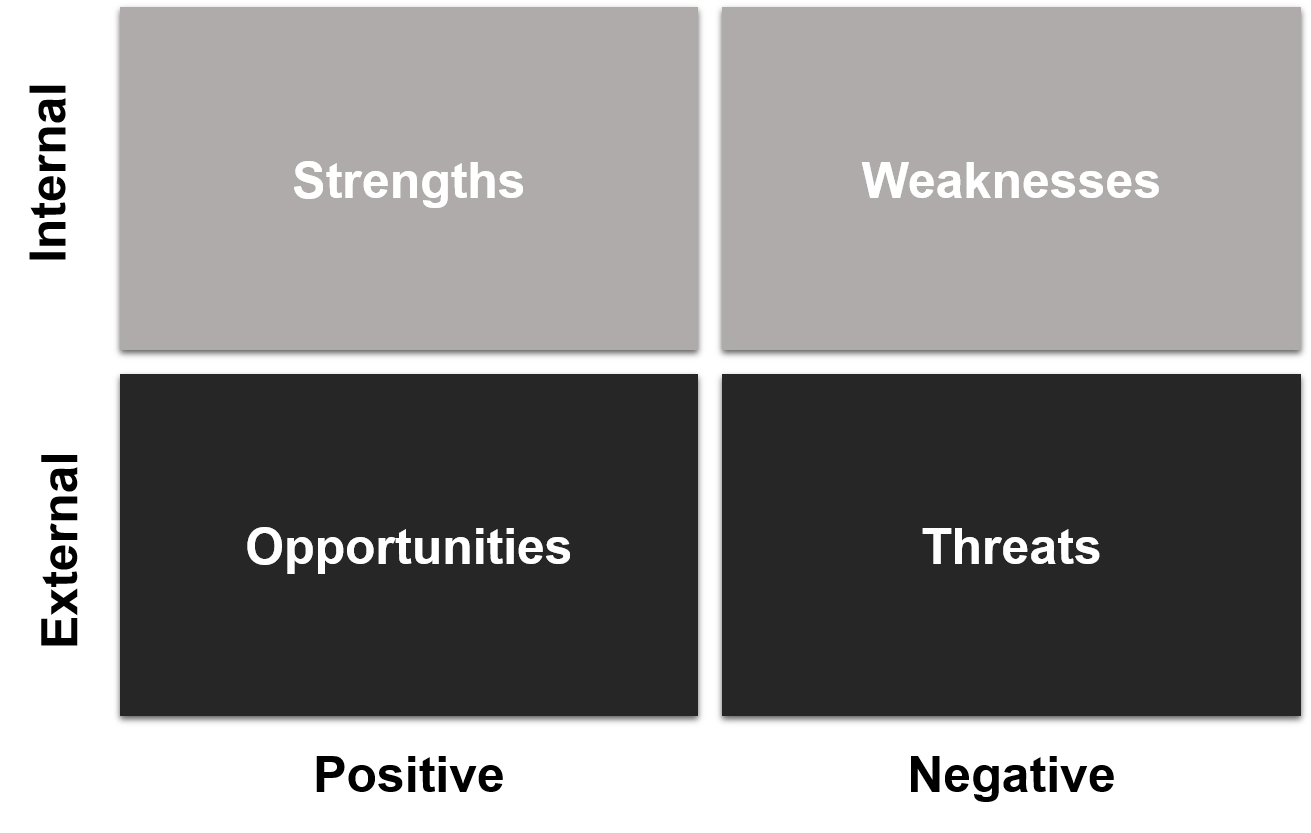 Internal
Strengths
Weaknesses
External
Opportunities
Threats
Positive
Negative